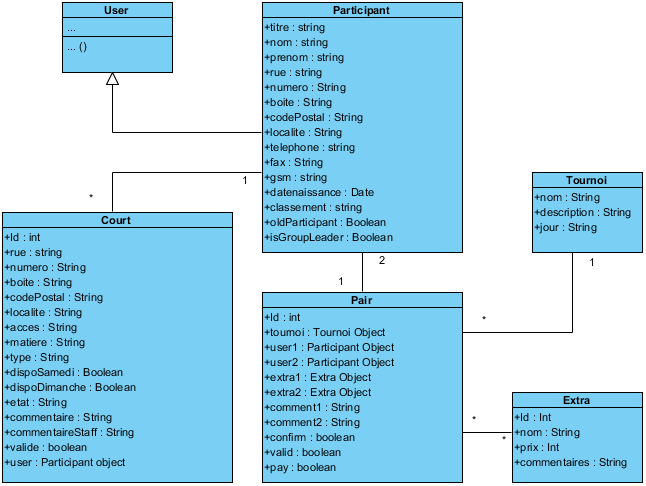 User
...
... ()
Participant
+titre : string
+nom : string
+prenom : string
+rue : string
+numero : String
+boite : String
+codePostal : String
+localite : String
+telephone : string
+fax : String
+gsm : string
+datenaissance : Date
+classement : string
+oldParticipant : Boolean
+isGroupLeader : Boolean
1
*
Court
+Id : int
+rue : string
+numero : String
+boite : String
+codePostal : String
+localite : String
+acces : String
+matiere : String
+type : String
+dispoSamedi : Boolean
+dispoDimanche : Boolean
+etat : String
+commentaire : String
+commentaireStaff : String
+valide : boolean
+user : Participant object
2
1
Pair
+Id : int
+tournoi : Tournoi Object
+user1 : Participant Object
+user2 : Participant Object
+extra1 : Extra Object
+extra2 : Extra Object
+comment1 : String
+comment2 : String
+confirm : boolean
+valid : boolean
+pay : boolean
Tournoi
+nom : String
+description : String
+jour : String
1
*
*
*
Extra
+Id : Int
+nom : String
+prix : Int
+commentaires : String